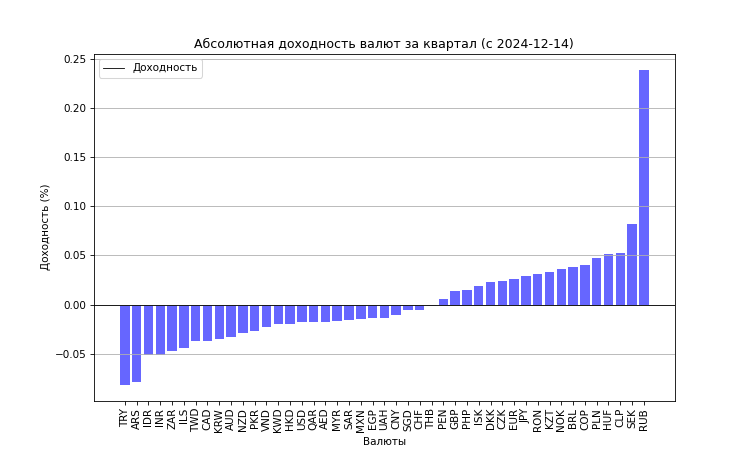 Абсолютная доходность валют за квартал (с 2024-12-14)
Доходность
0.25
0.20
0.15
0.10
0.05
0.00
−0.05
Доходность (%)
TRY ARS IDR INR ZAR ILS TWD CAD KRW AUD NZD PKR VND KWD HKD USD QAR AED MYR SAR MXN EGP UAH CNY SGD CHF THB PEN GBP PHP ISK DKK CZK EUR JPY RON KZT NOK BRL COP PLN HUF CLP SEK RUB
Валюты